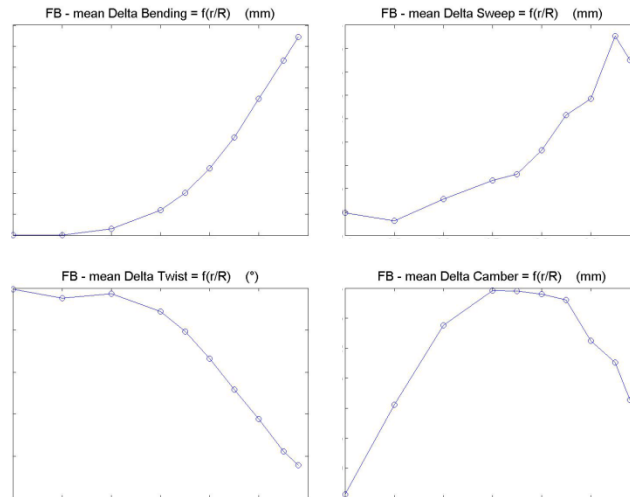 FB - mean Delta Bending = f(r/R) (mm)
FB - mean Delta Sweep = f(r/R) (mm)
FB - mean Delta Twist = f(r/R) (°)
FB - mean Delta Camber = f(r/R) (mm)